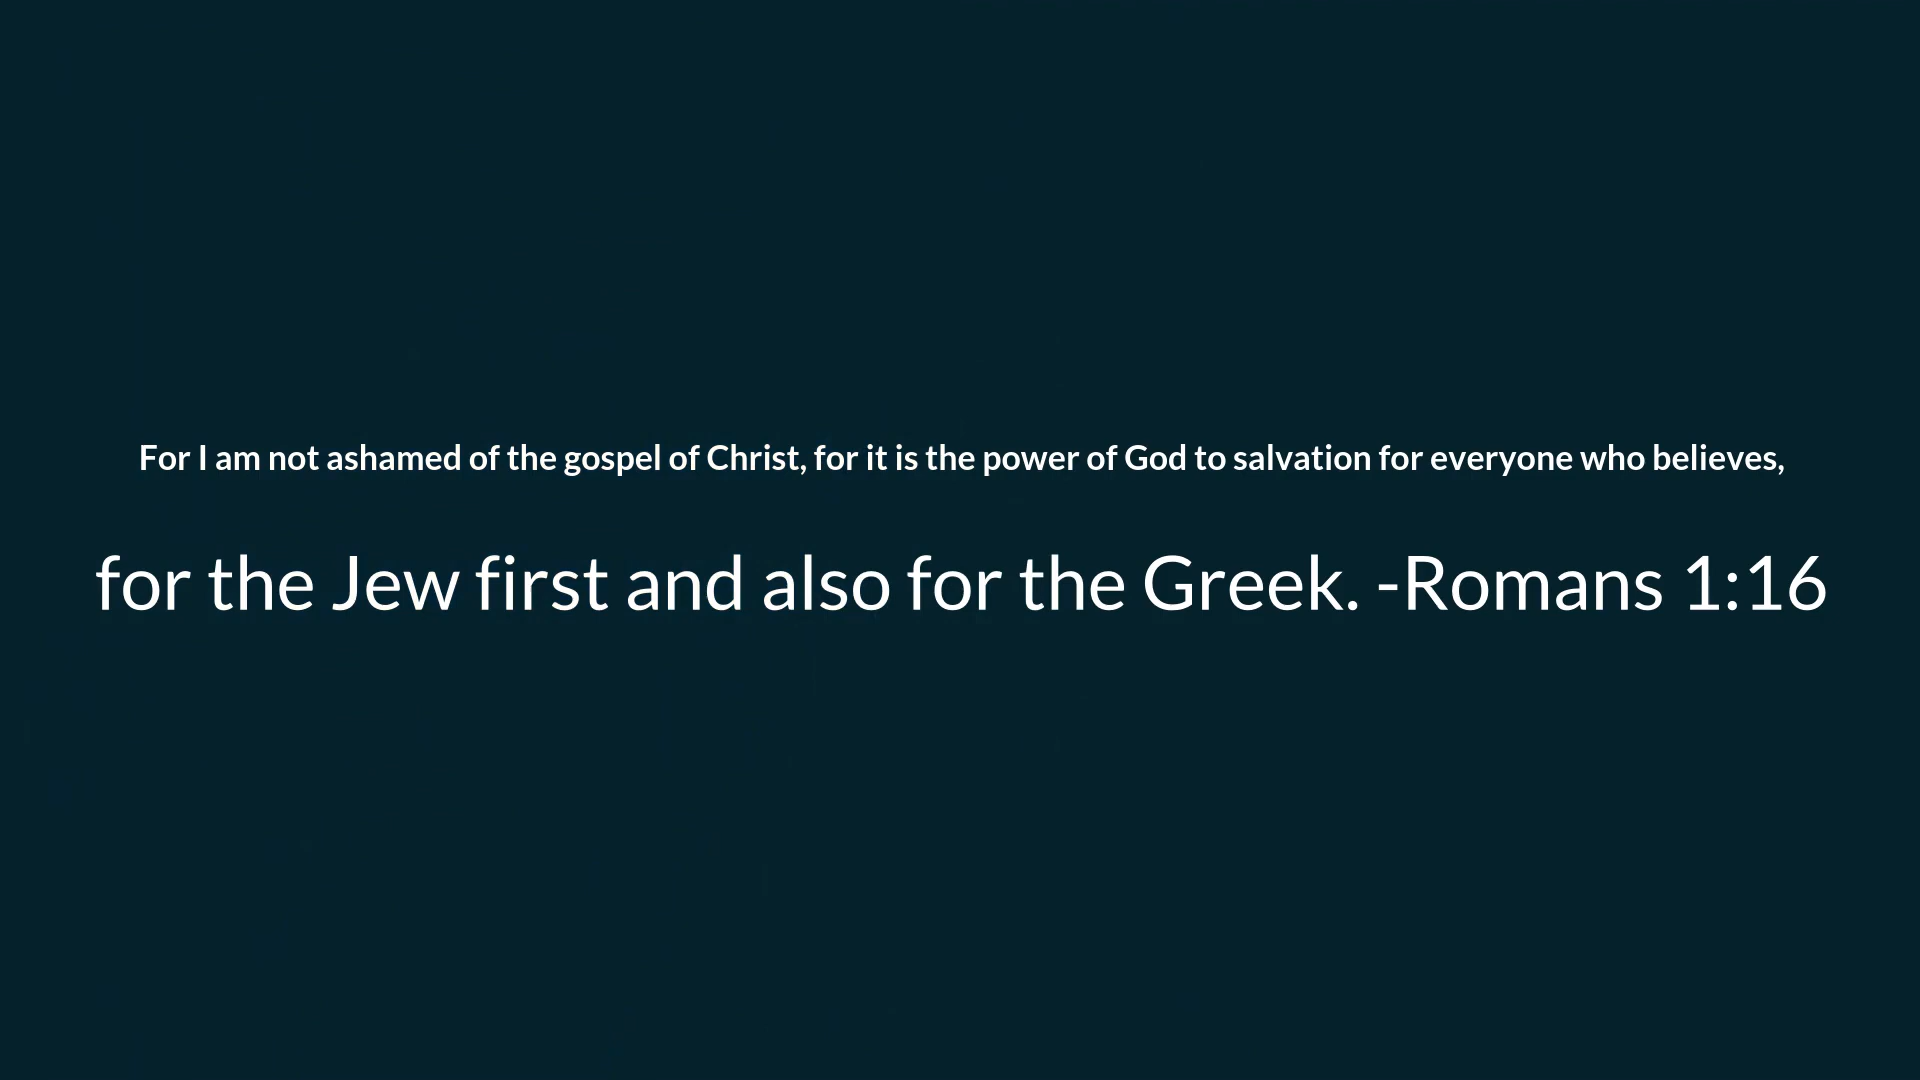 For I am not ashamed of the gospel of Christ, for it is the power of God to salvation for everyone who believes,
for the Jew first and also for the Greek. -Romans 1:16